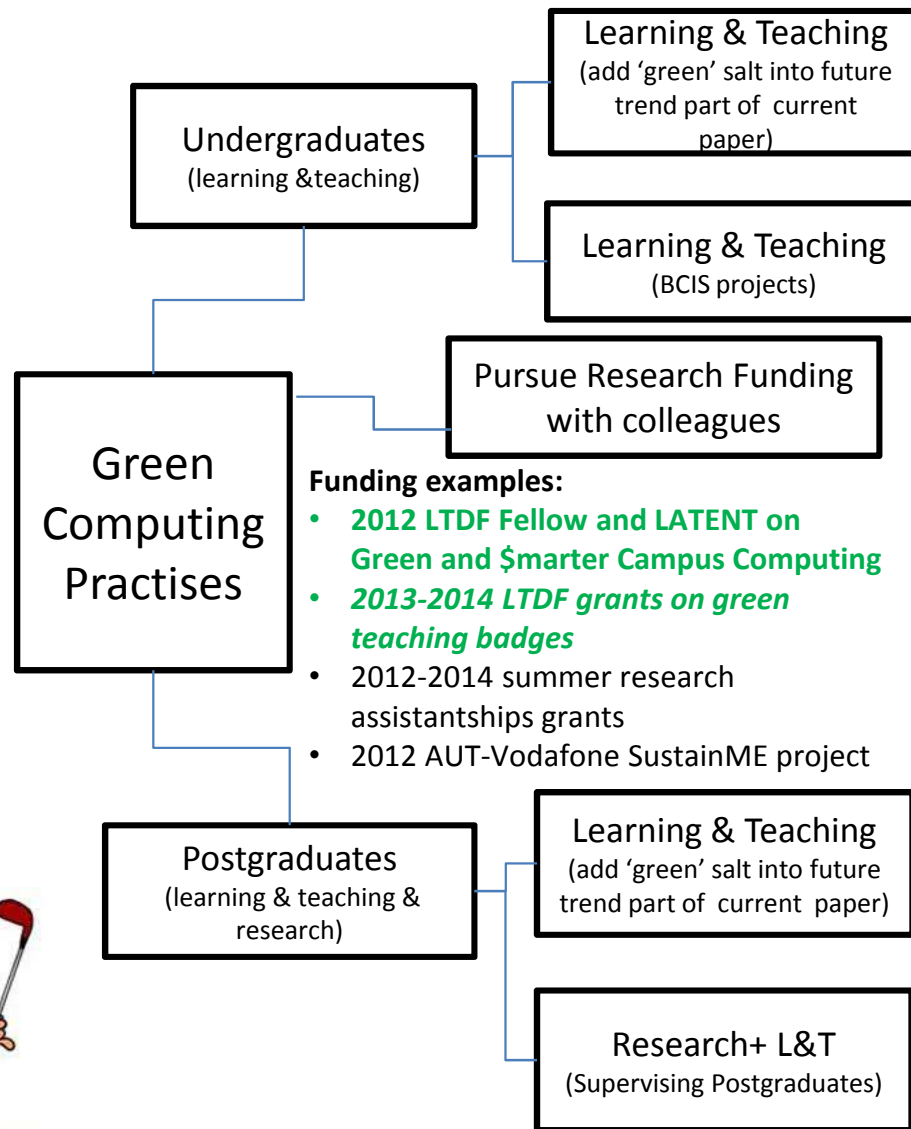 Learning & Teaching
(add ‘green’ salt into future
trend part of  current
paper)
Undergraduates
(learning &teaching)
Learning & Teaching
(BCIS projects)
Pursue Research Funding
with colleagues
Green
Computing
Practises
Funding examples:
• 2012 LTDF Fellow and LATENT on
Green and $marter Campus Computing
• 2013-2014 LTDF grants on green
teaching badges
• 2012-2014 summer research
assistantships grants
• 2012 AUT-Vodafone SustainME project
Postgraduates
(learning & teaching &
research)
Learning & Teaching
(add ‘green’ salt into future
trend part of  current  paper)
Research+ L&T
(Supervising Postgraduates)